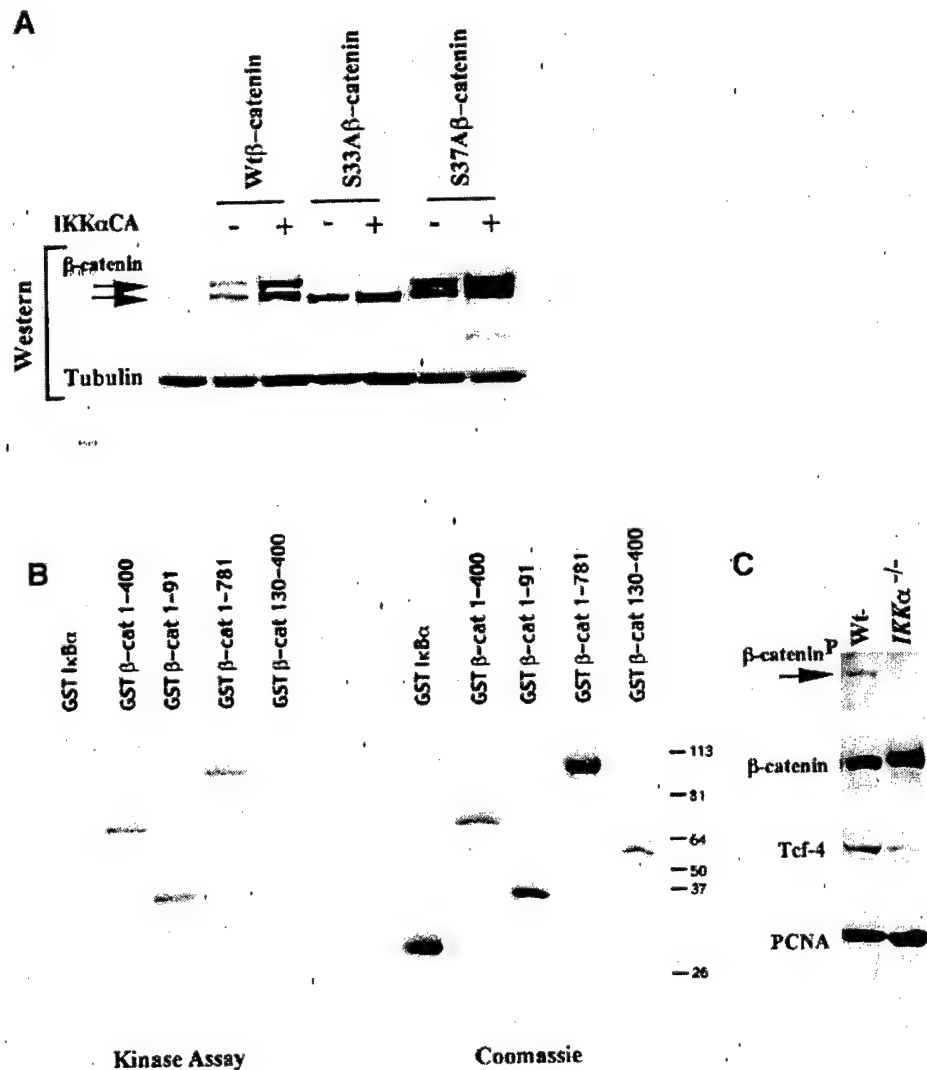 A
Wtβ-catenin
S33Aβ-catenin
S37Aβ-catenin
IKKαCA - + - + - +
Western
β-catenin
Tubulin
B
GST IκBα
GST β-cat 1-400
GST β-cat 1-91
GST β-cat 1-781
GST β-cat 130-400
GST IκBα
GST β-cat 1-400
GST β-cat 1-91
GST β-cat 1-781
GST β-cat 130-400
113
81
64
50
37
26
Kinase Assay
Coomassie
C
Wt-
IKKα -/-
β-catenin P
β-catenin
Tcf-4
PCNA